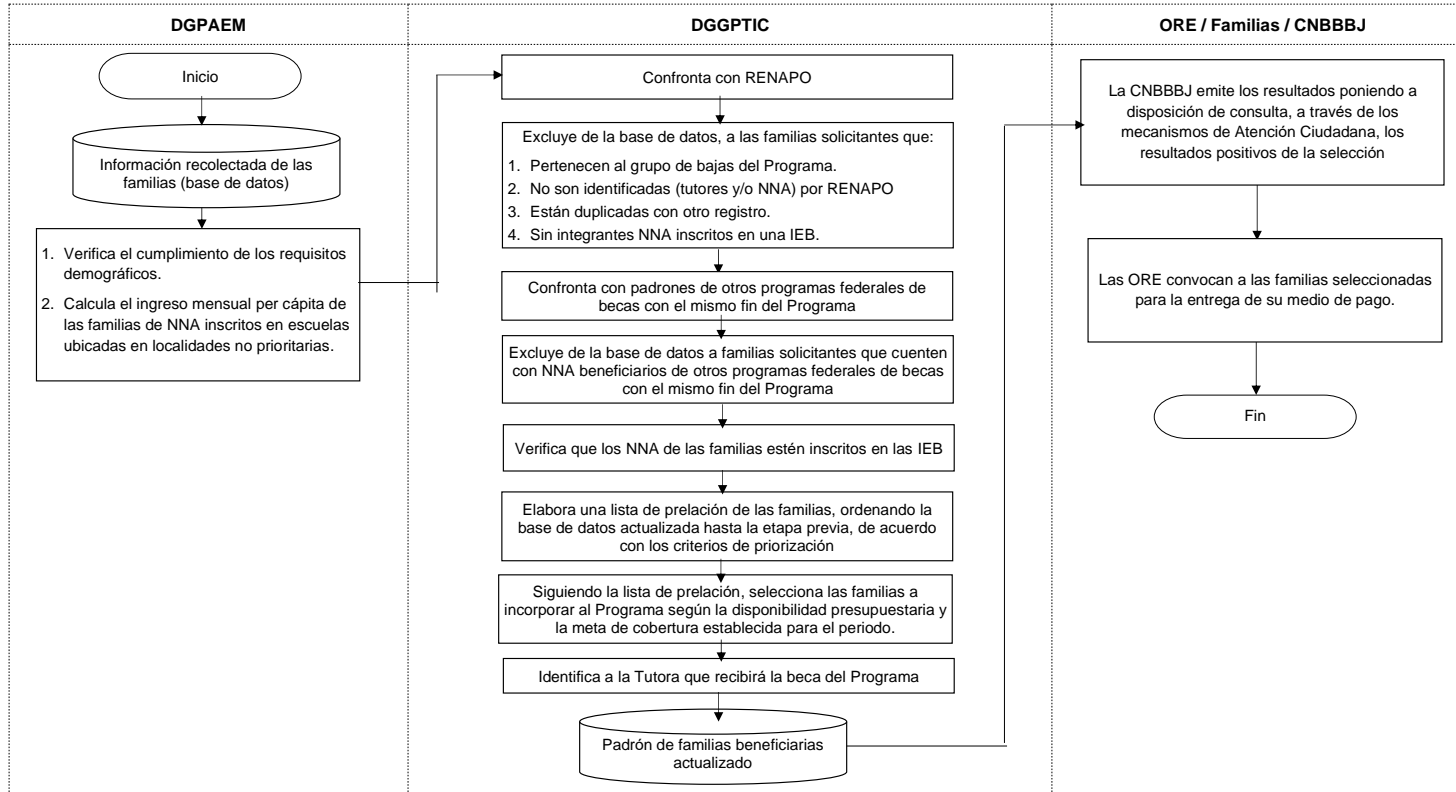 DGPAEM
Inicio
Información recolectada de las
familias (base de datos)
1. Verifica el cumplimiento de los requisitos
demográficos.
2. Calcula el ingreso mensual per cápita de
las familias de NNA inscritos en escuelas
ubicadas en localidades no prioritarias.
DGGPTIC
Confronta con RENAPO
Excluye de la base de datos, a las familias solicitantes que:
1. Pertenecen al grupo de bajas del Programa.
2. No son identificadas (tutores y/o NNA) por RENAPO
3. Están duplicadas con otro registro.
4. Sin integrantes NNA inscritos en una IEB.
Confronta con padrones de otros programas federales de
becas con el mismo fin del Programa
Excluye de la base de datos a familias solicitantes que cuenten
con NNA beneficiarios de otros programas federales de becas
con el mismo fin del Programa
Verifica que los NNA de las familias estén inscritos en las IEB
Elabora una lista de prelación de las familias, ordenando la
base de datos actualizada hasta la etapa previa, de acuerdo
con los criterios de priorización
Siguiendo la lista de prelación, selecciona las familias a
incorporar al Programa según la disponibilidad presupuestaria y
la meta de cobertura establecida para el periodo.
Identifica a la Tutora que recibirá la beca del Programa
Padrón de familias beneficiarias
actualizado
ORE / Familias / CNBBBJ
La CNBBBJ emite los resultados poniendo a
disposición de consulta, a través de los
mecanismos de Atención Ciudadana, los
resultados positivos de la selección
Las ORE convocan a las familias seleccionadas
para la entrega de su medio de pago.
Fin